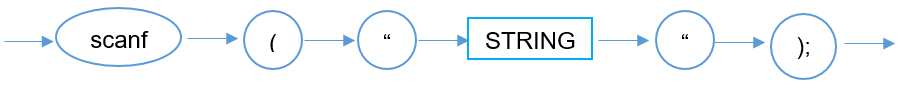 scanf ( “ STRING “ );